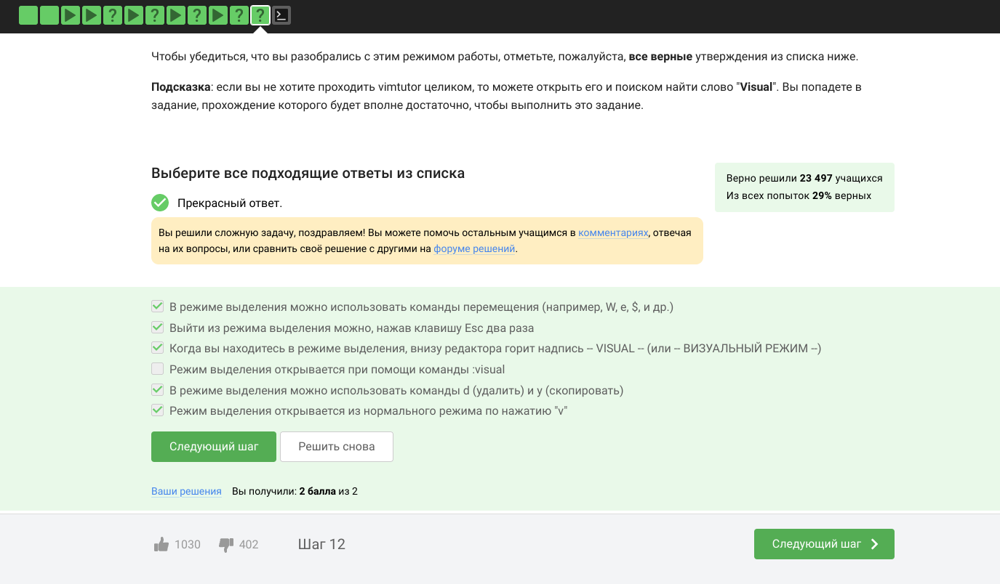 Чтобы убедиться, что вы разобрались с этим режимом работы, отметьте, пожалуйста, все верные утверждения из списка ниже.
Подсказка: если вы не хотите проходить vimtutor целиком, то можете открыть его и поиском найти слово "Visual". Вы попадете в
задание, прохождение которого будет вполне достаточно, чтобы выполнить это задание.
Выберите все подходящие ответы из списка
Верно решили 23 497 учащихся
Из всех попыток 29% верных
Прекрасный ответ.
Вы решили сложную задачу, поздравляем! Вы можете помочь остальным учащимся в комментариях, отвечая
на их вопросы, или сравнить своё решение с другими на форуме решений.
В режиме выделения можно использовать команды перемещения (например, W, e, $, и др.)
Выйти из режима выделения можно, нажав клавишу Esc два раза
Когда вы находитесь в режиме выделения, внизу редактора горит надпись -- VISUAL -- (или -- ВИЗУАЛЬНЫЙ РЕЖИМ --)
Режим выделения открывается при помощи команды :visual
В режиме выделения можно использовать команды d (удалить) и y (скопировать)
Режим выделения открывается из нормального режима по нажатию "v"
Следующий шаг
Решить снова
Ваши решения Вы получили: 2 балла из 2
1030 402 Шаг 12
Следующий шаг